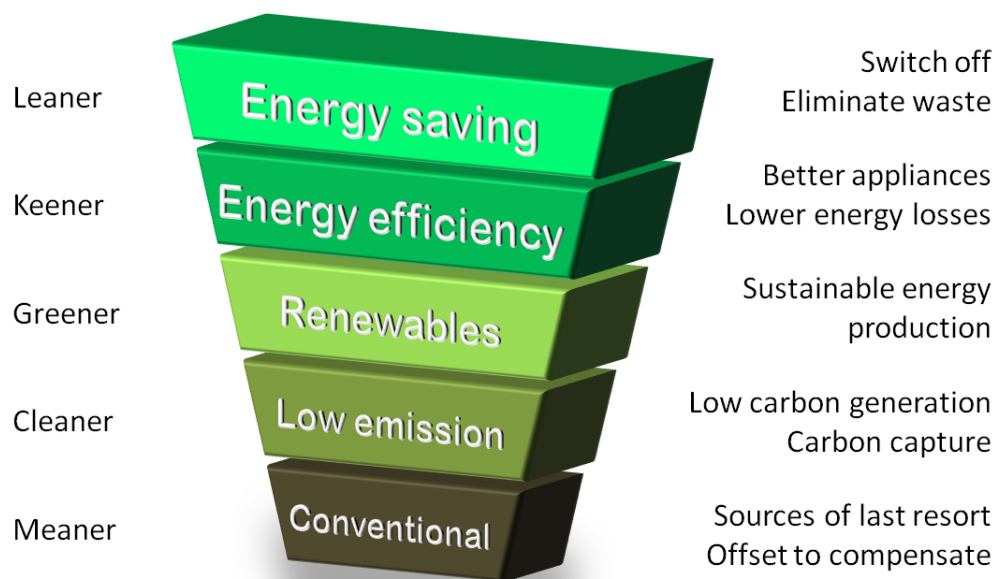 Leaner
Energy saving
Switch off
Eliminate waste
Keener
Energy efficiency
Better appliances
Lower energy losses
Greener
Renewables
Sustainable energy
production
Cleaner
Low emission
Low carbon generation
Carbon capture
Meaner
Conventional
Sources of last resort
Offset to compensate